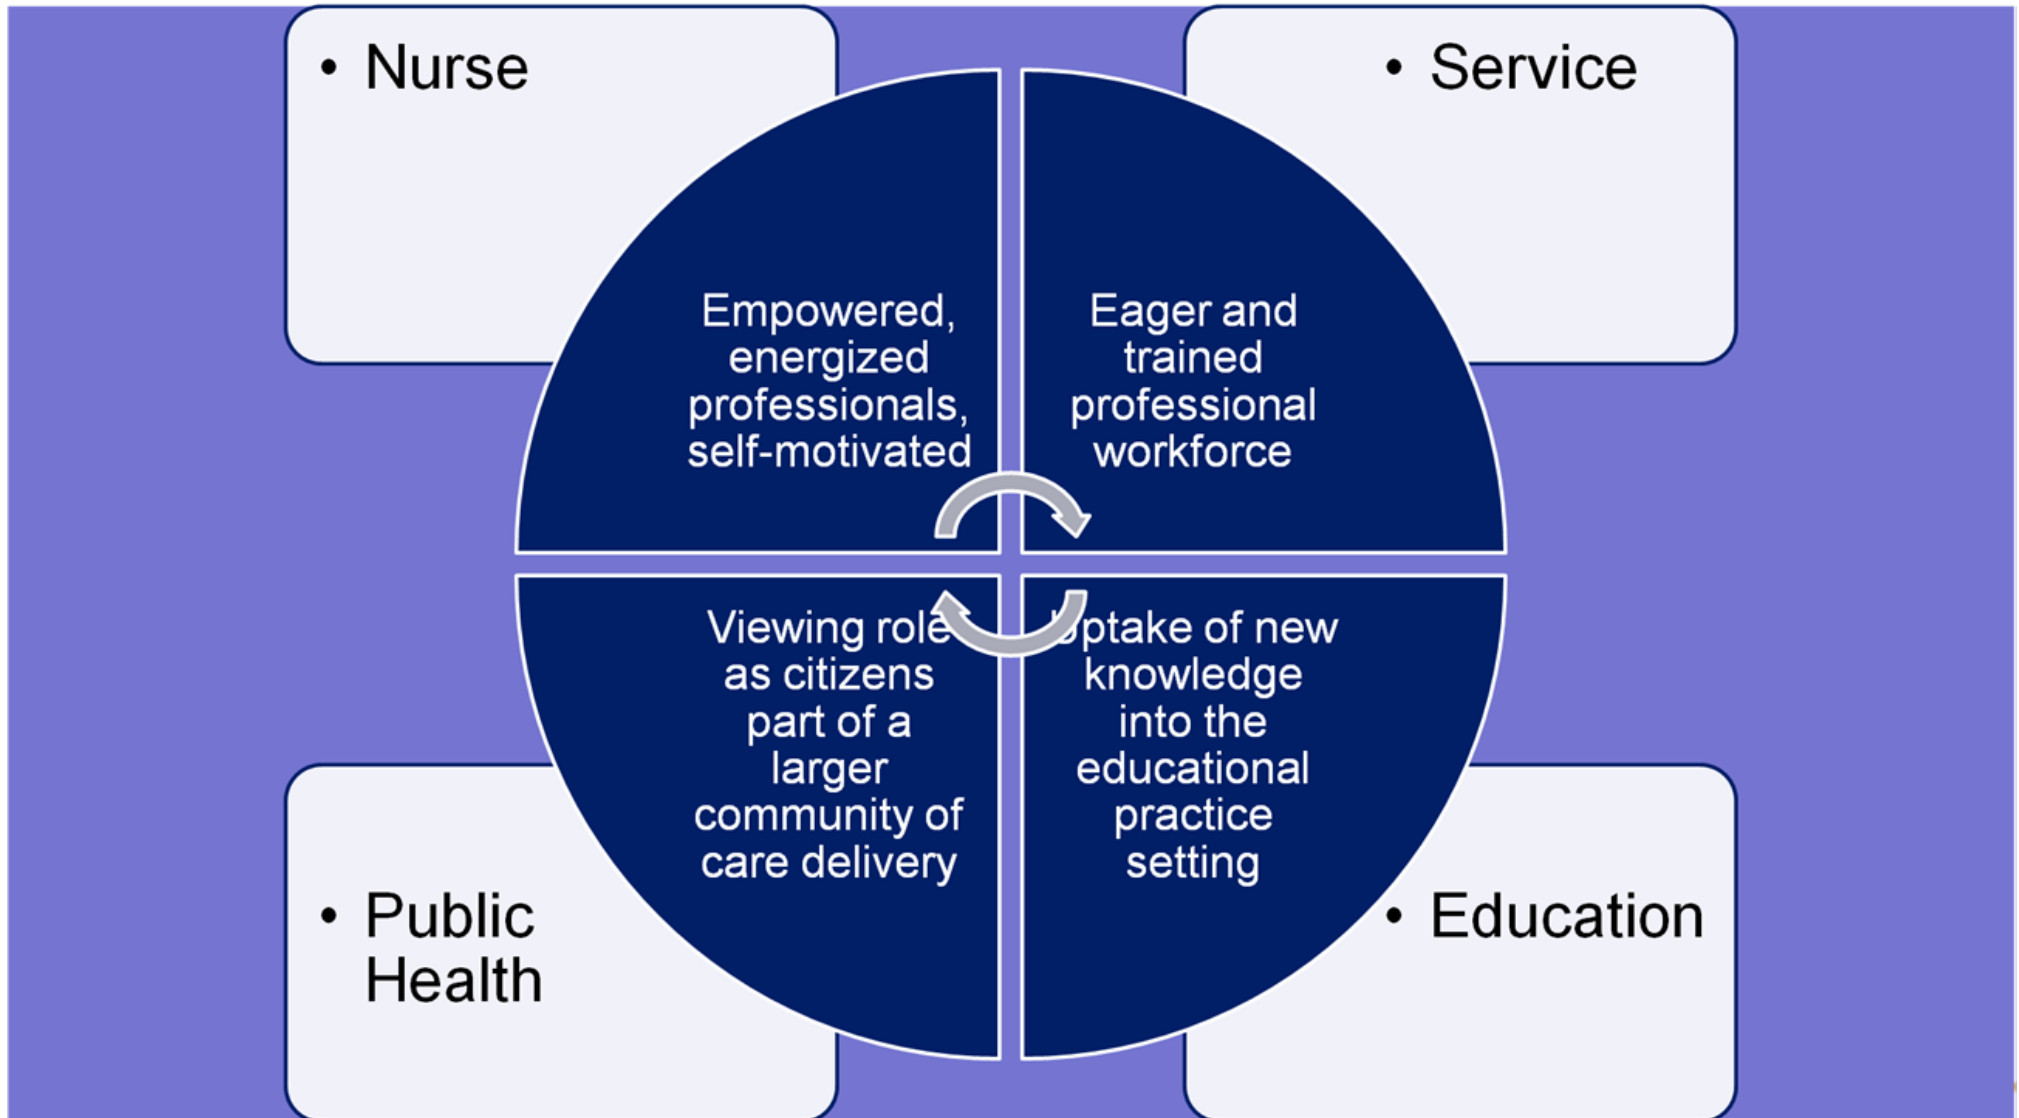 • Nurse
Empowered,
energized
professionals,
self-motivated
• Service
Eager and
trained
professional
workforce
• Public
Health
Viewing role
as citizens
part of a
larger
community of
care delivery
• Education
Uptake of new
knowledge
into the
educational
practice
setting